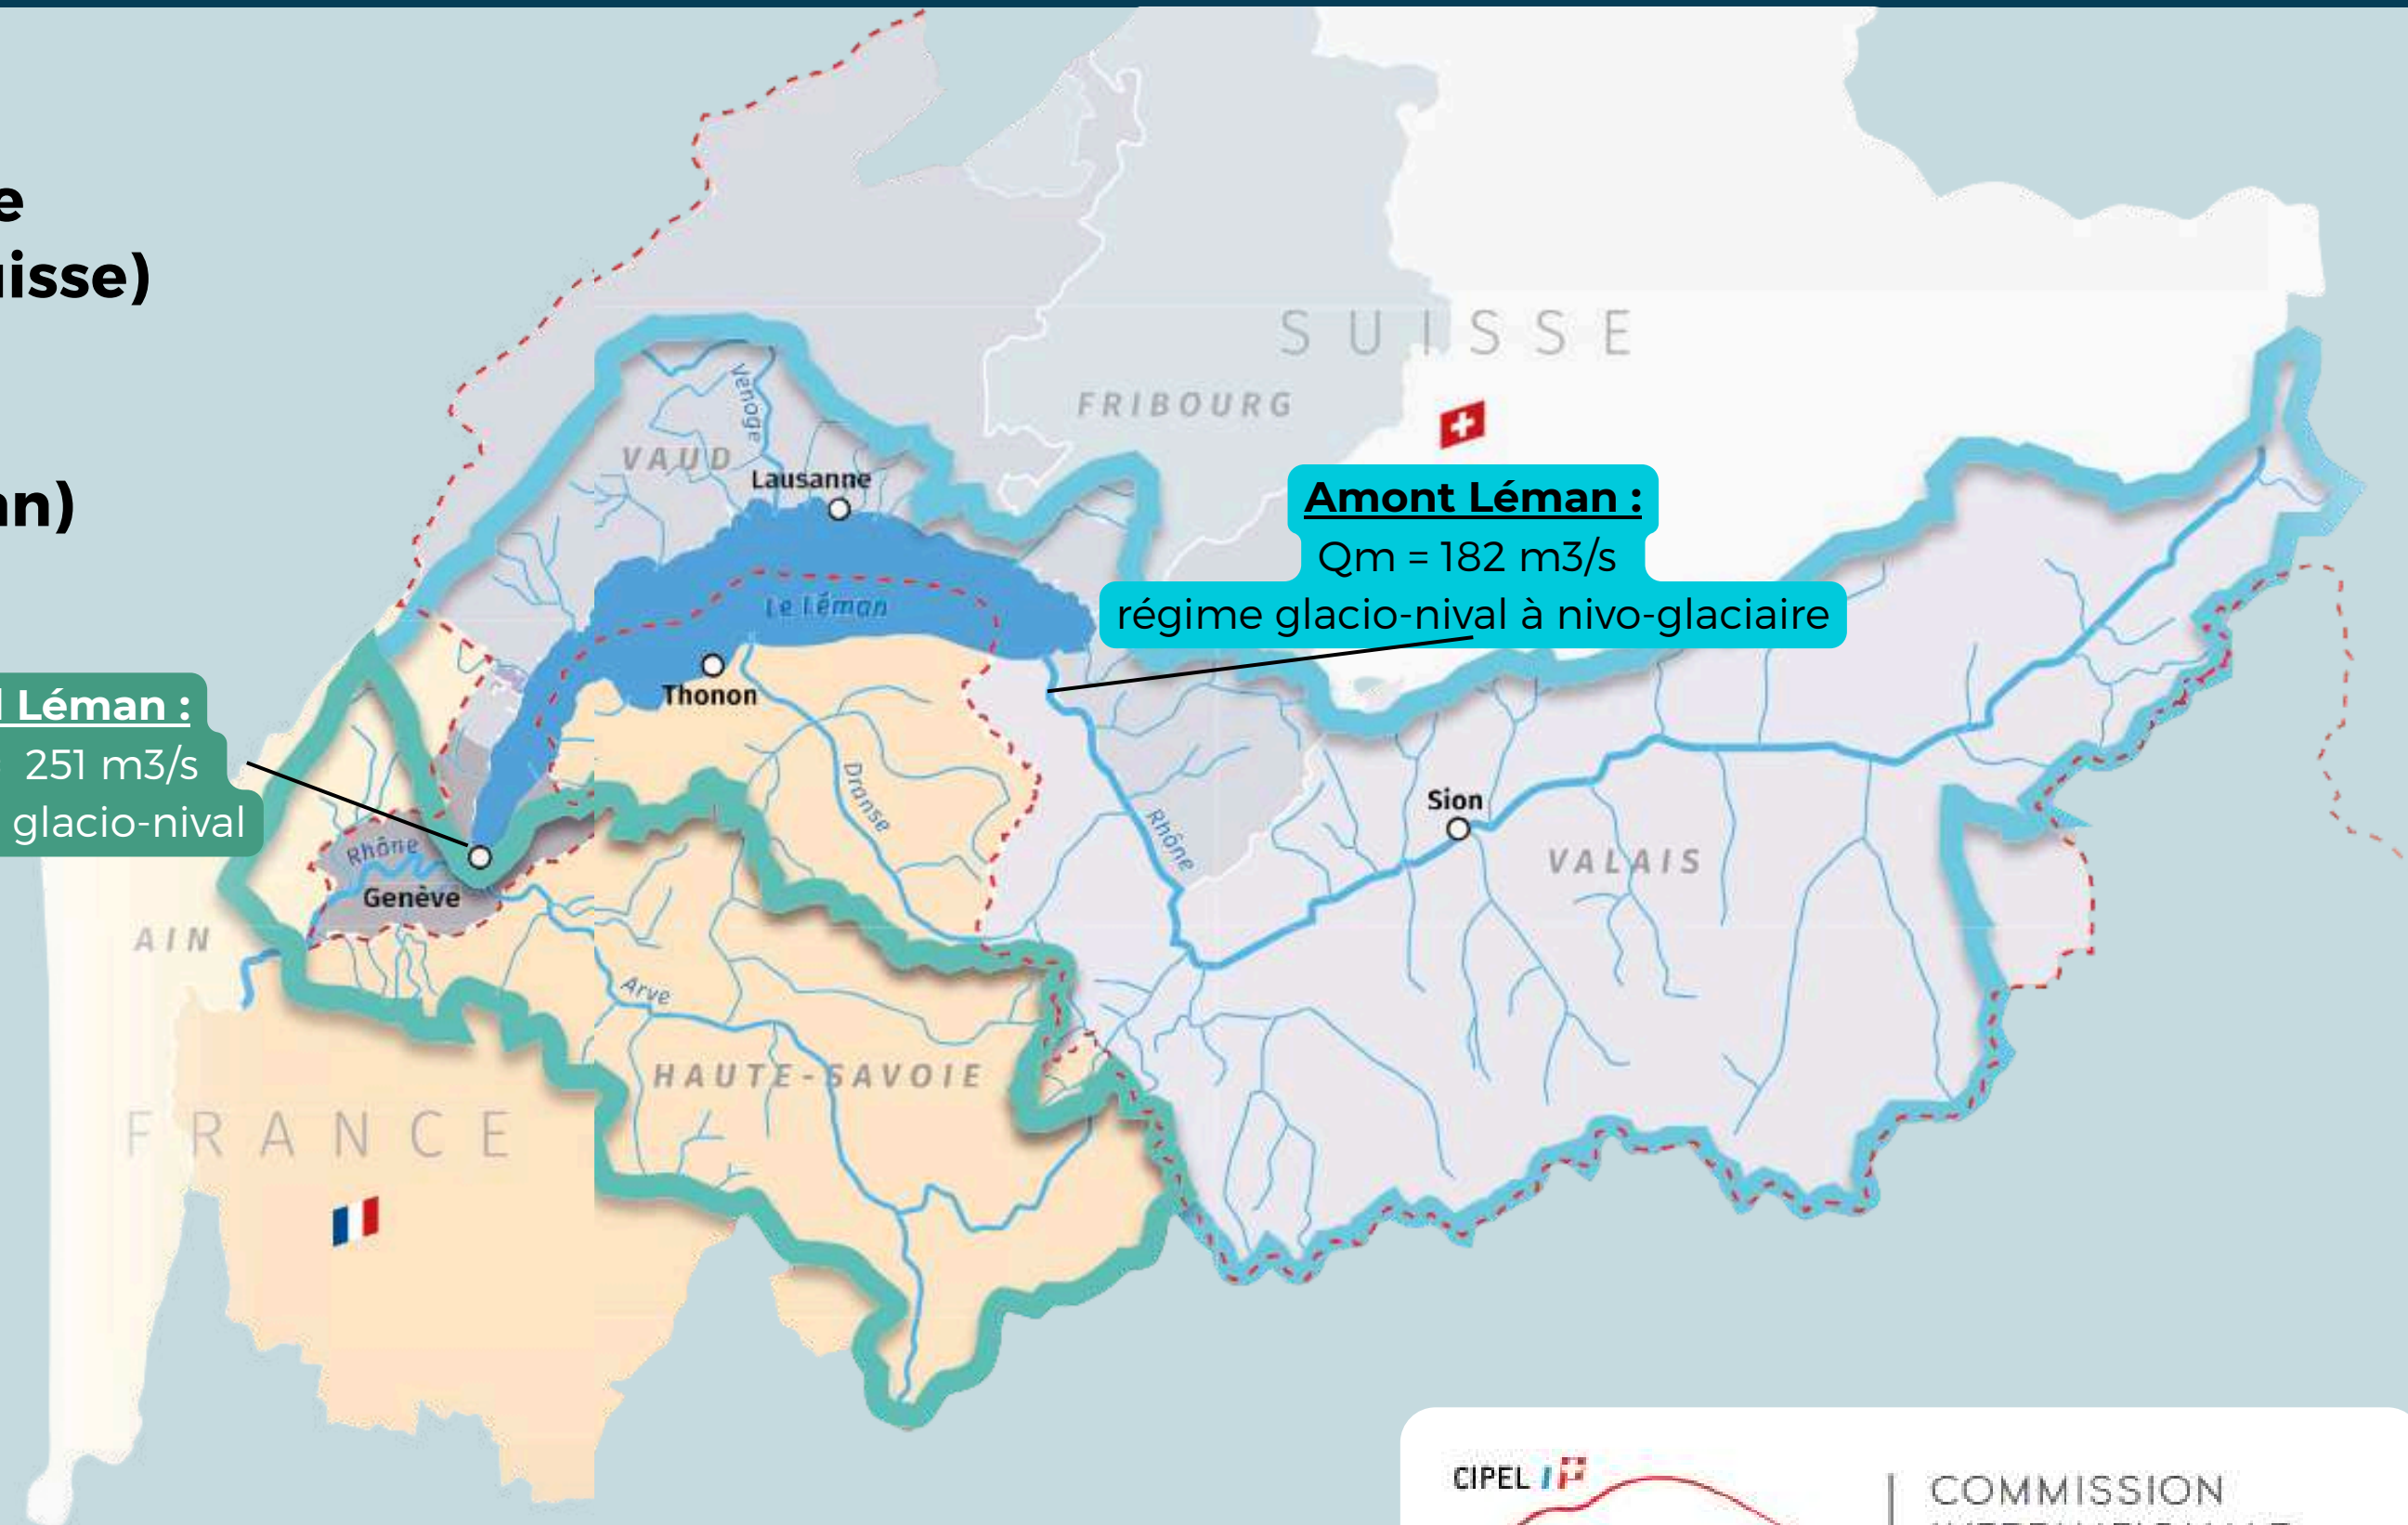 e
isse)
an)
SUISSE
FRIBOURG
Venoge
VAUD
Lausanne
Amont Léman :
Qm = 182 m3/s
régime glacio-nival à nivo-glaciaire
Le Léman
Thonon
Léman :
251 m3/s
glacio-nival
Dranse
Rhône
Sion
VALAIS
Rhône
Genève
AIN
Arve
HAUTE-SAVOIE
FRANCE
CIPEL
COMMISSION